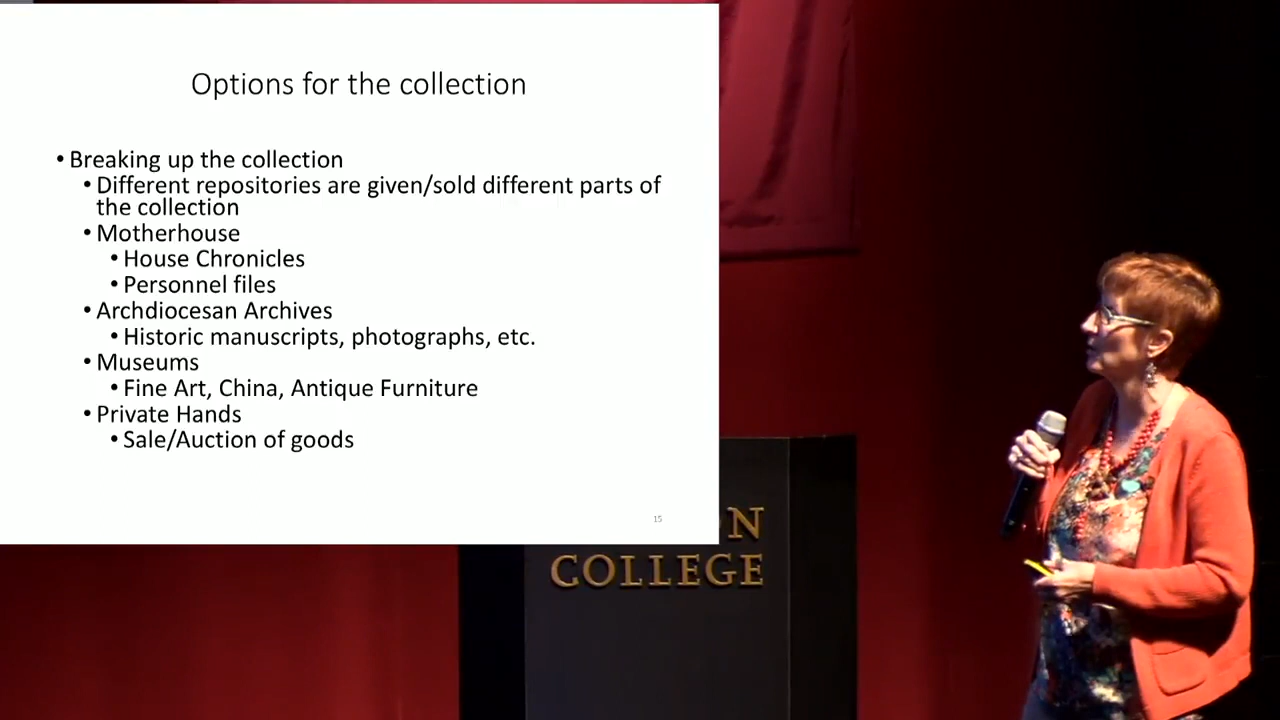 Options for the collection
• Breaking up the collection
• Different repositories are given/sold different parts of
the collection
• Motherhouse
• House Chronicles
• Personnel files
• Archdiocesan Archives
• Historic manuscripts, photographs, etc.
• Museums
• Fine Art, China, Antique Furniture
• Private Hands
• Sale/Auction of goods
15
COLLEGE